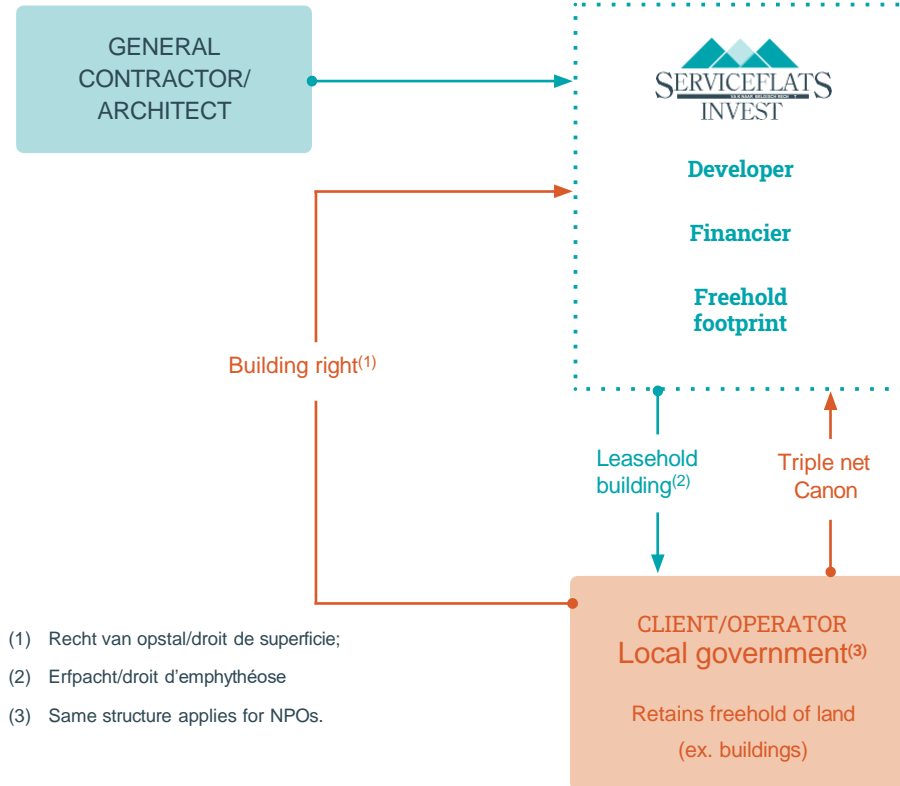 GENERAL
CONTRACTOR/
ARCHITECT
SERVICEFLATS
INVEST
Developer
Financier
Freehold
footprint
Building right(1)
Leasehold
building(2)
Triple net
Canon
CLIENT/OPERATOR
Local government(3)
Retains freehold of land
(ex. buildings)
(1) Recht van opstal/droit de superficie;
(2) Erfpacht/droit d'emphythéose
(3) Same structure applies for NPOs.